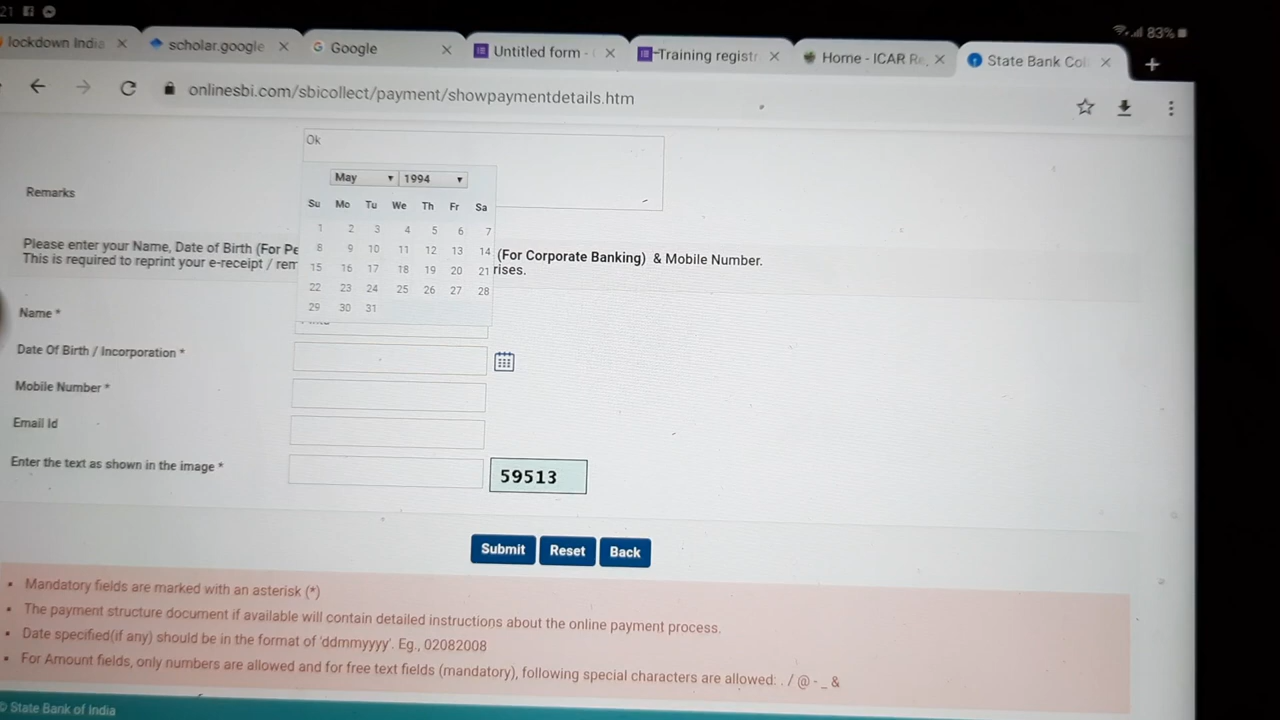 21
lockdown India
scholar.google
Google
Untitled form -
Training registr
Home - ICAR
State Bank Col
83%
onlinesbi.com/sbicollect/payment/showpaymentdetails.htm
Ok
May 1994
Remarks
Su Mo Tu We Th Fr Sa
1 2 3 4 5 6 7
8 9 10 11 12 13 14
15 16 17 18 19 20 21
22 23 24 25 26 27 28
29 30 31
Please enter your Name, Date of Birth (For Pe (For Corporate Banking) & Mobile Number.
This is required to reprint your e-receipt / rem rises.
Name *
Date Of Birth / Incorporation *
Mobile Number *
Email Id
Enter the text as shown in the image *
59513
Submit Reset Back
▪ Mandatory fields are marked with an asterisk (*)
▪ The payment structure document if available will contain detailed instructions about the online payment process.
▪ Date specified(if any) should be in the format of 'ddmmyyyy'. Eg., 02082008
▪ For Amount fields, only numbers are allowed and for free text fields (mandatory), following special characters are allowed: . / @ - _ &
© State Bank of India